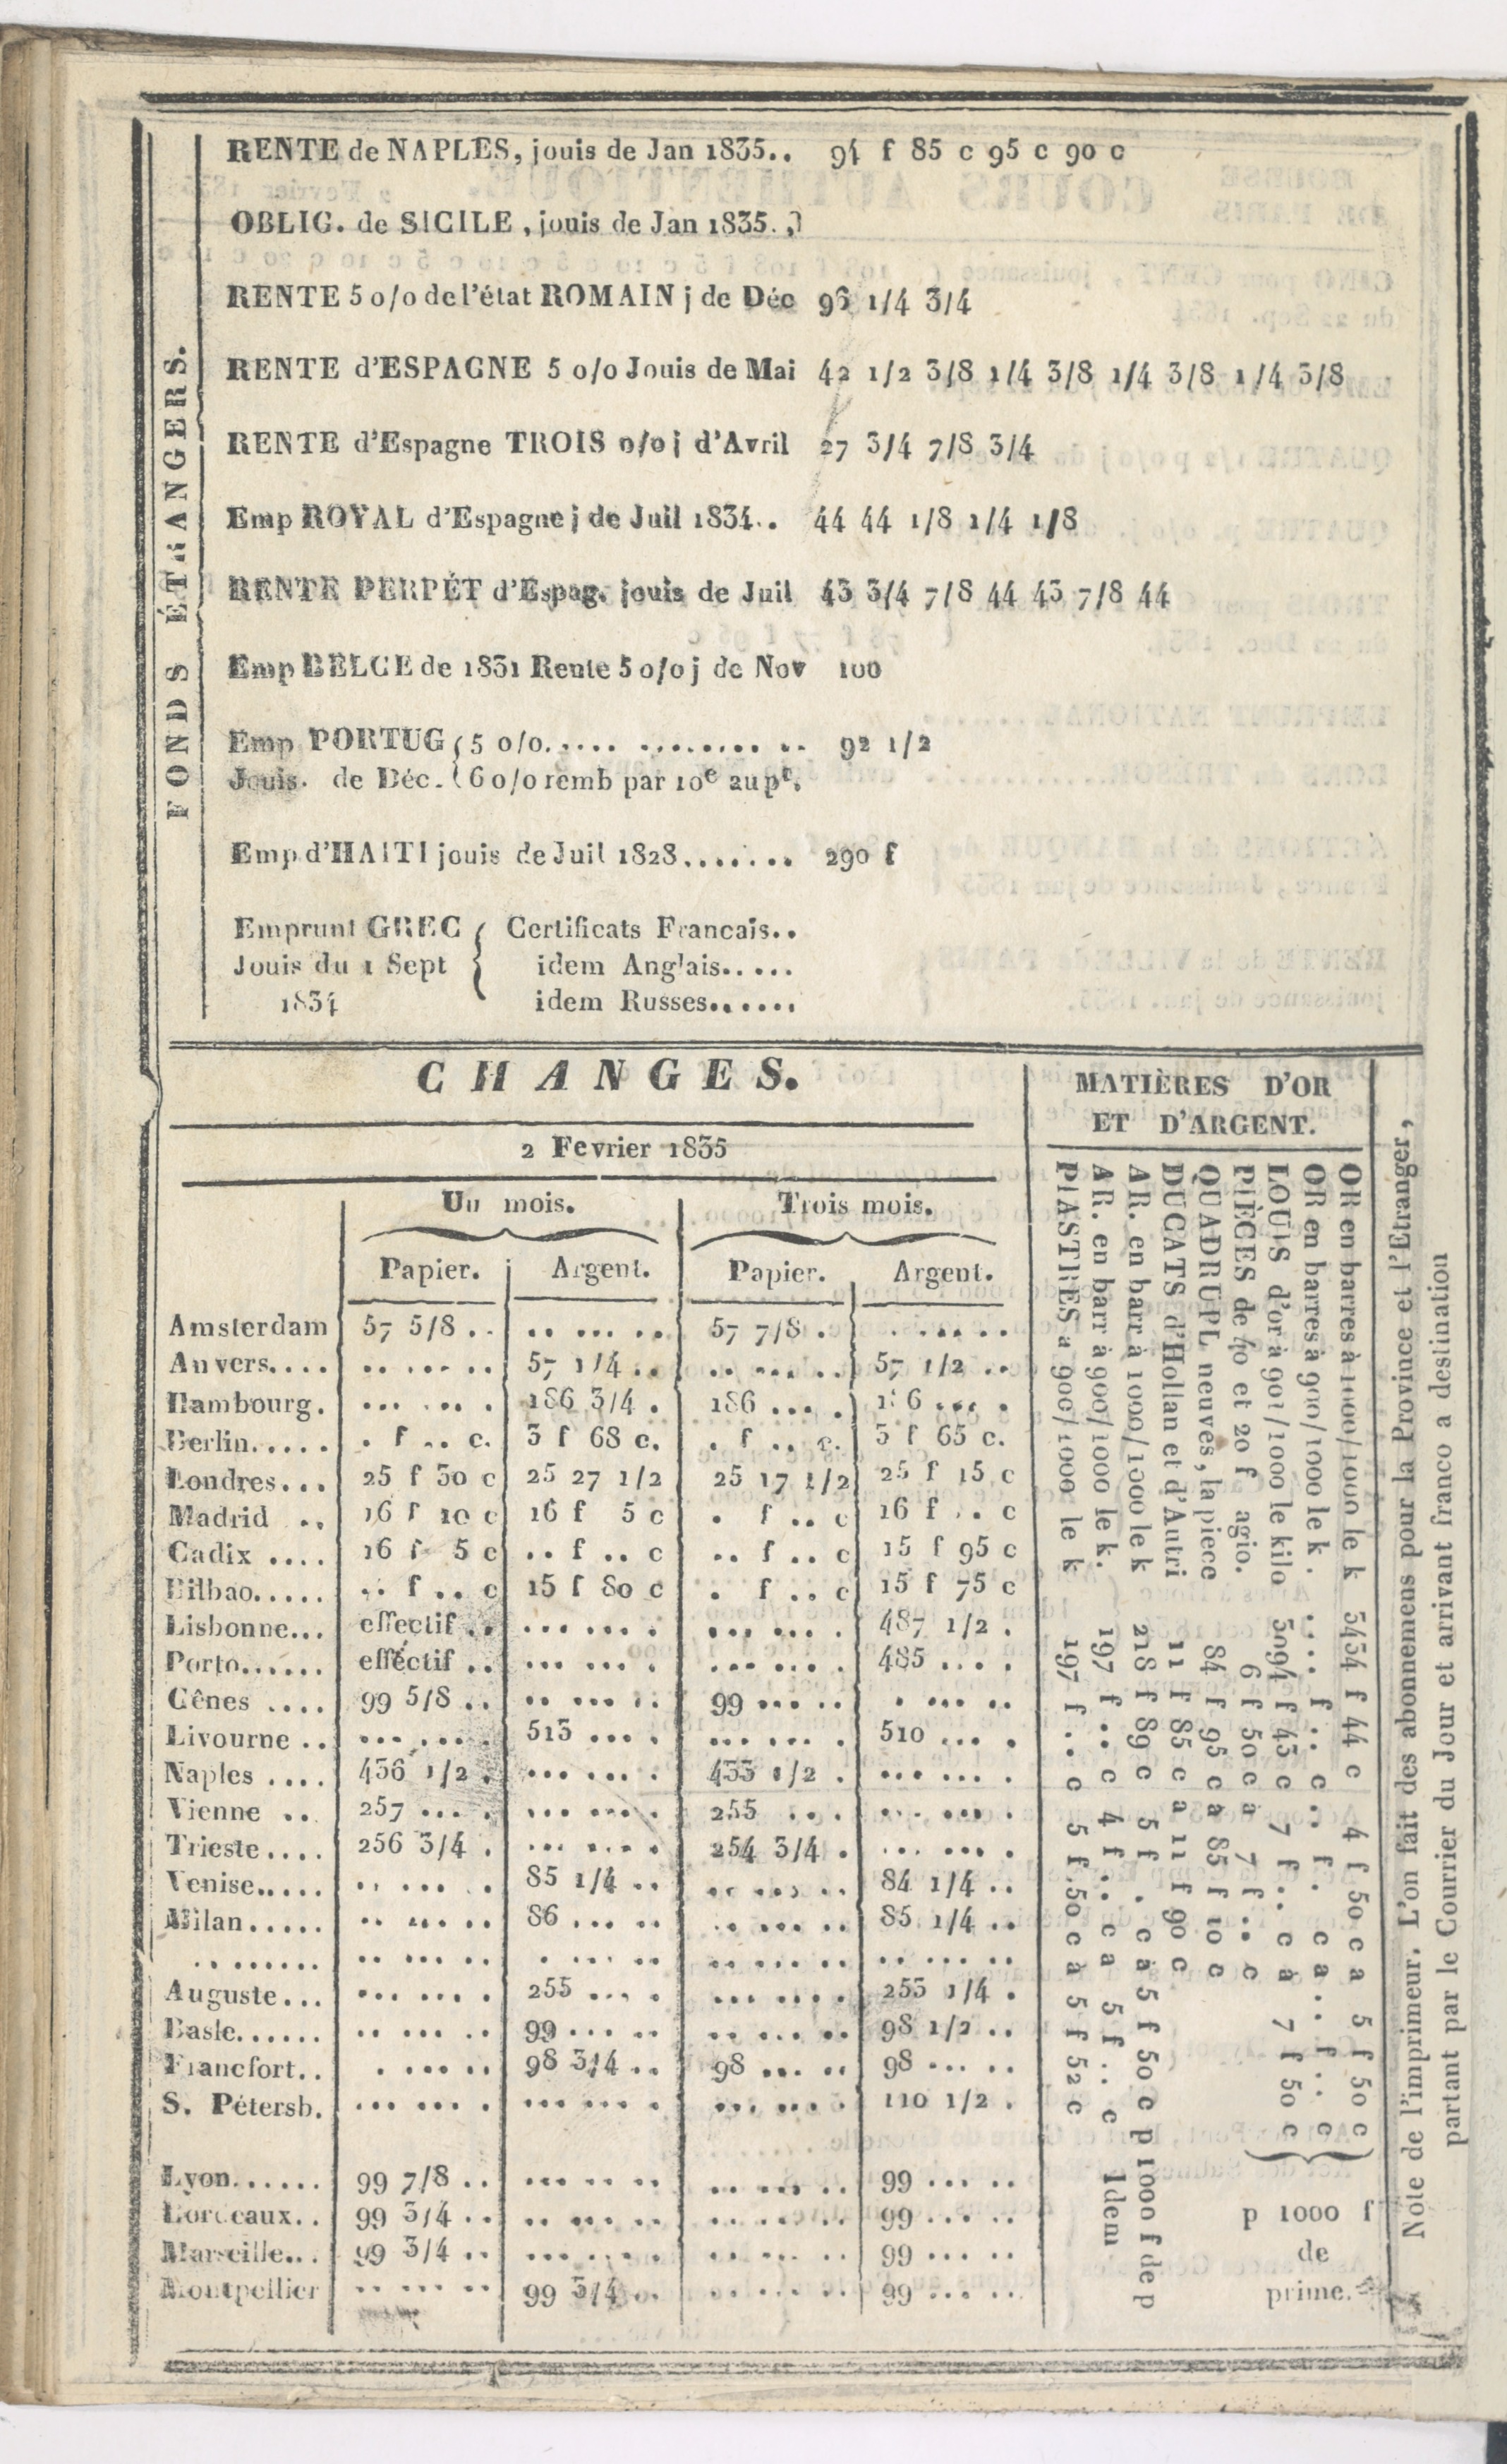 FONDS ÉTRANGERS.
RENTE de NAPLES, jouis de Jan 1835.. 94 f 85 c 95 c 90 c
OBLIG. de SICILE, jouis de Jan 1835.
RENTE 5 o/o de l'état ROMAIN j de Déc 96 1/4 3/4
RENTE d'ESPAGNE 5 o/o Jouis de Mai 42 1/2 3/8 1/4 3/8 1/4 3/8 1/4 3/8
RENTE d'Espagne TROIS o/o j d'Avril 27 3/4 7/8 3/4
Emp ROYAL d'Espagne j de Juil 1834.. 44 44 1/8 1/4 1/8
RENTE PERPÉT d'Espag. jouis de Juil 43 3/4 7/8 44 43 7/8 44
Emp BELGE de 1831 Rente 5 o/o j de Nov 100
Emp PORTUG { 5 o/o..... ........ .. 92 1/2
Jouis. de Déc. { 6 o/o remb par 10e au pr.
Emp d'HAITI jouis de Juil 1828....... 290 f
Emprunt GREC { Certificats Francais..
Jouis du 1 Sept idem Anglais.....
1834 idem Russes......
CHANGES.
2 Fevrier 1835
Un mois. Trois mois.
Papier. Argent. Papier. Argent.
Amsterdam 57 5/8 .. .. ... .. 57 7/8 . . ... ..
Anvers.... .. ... .. 57 1/4 .. .. ... .. 57 1/2 ..
Hambourg. ... ... . 186 3/4 . 186 ... . 186 ... .
Berlin..... . f .. c. 3 f 68 c. . f .. c. 3 f 65 c.
Londres... 25 f 30 c 25 27 1/2 25 17 1/2 25 f 15 c
Madrid .. 16 f 10 c 16 f 5 c . f .. c 16 f .. c
Cadix .... 16 f 5 c .. f .. c .. f .. c 15 f 95 c
Bilbao..... .. f .. c 15 f 80 c . f .. c 15 f 75 c
Lisbonne... effectif .. ... ... . ... ... . 487 1/2 .
Porto...... effectif .. ... ... . ... ... . 485 ... .
Gênes .... 99 5/8 .. .. ... .. 99 ... .. . ... ..
Livourne .. ... ... . 513 ... . ... ... . 510 ... .
Naples .... 436 1/2 . ... ... . 433 1/2 . ... ... .
Vienne .. 257 ... . ... ... . 255 ... . ... ... .
Trieste.... 256 3/4 . ... ... . 254 3/4 . ... ... .
Venise..... .. ... . 85 1/4 .. .. ... .. 84 1/4 ..
Milan..... .. ... .. 86 ... .. .. ... .. 85 1/4 ..
. ...... .. ... .. . ... .. .. ... .. .. ... ..
Auguste... ... ... . 255 ... . ... ... . 253 1/4 .
Basle...... .. ... .. 99 ... .. .. ... .. 98 1/2 ..
Francfort.. . ... .. 98 3/4 .. 98 ... .. 98 ... ..
S. Pétersb. ... ... . ... ... . ... ... . 110 1/2 .
Lyon...... 99 7/8 .. ... .. .. .. ... .. 99 ... ..
Bordeaux.. 99 3/4 .. .. ... .. .. ... .. 99 ... ..
Marseille... 99 3/4 .. ... ... . .. ... .. 99 ... ..
Montpellier .. ... .. 99 3/4 .. .. ... .. 99 ... ..
MATIÈRES D'OR
ET D'ARGENT.
OR en barres à 1000/1000 le k 3434 f 44 c 4 f 50 c a 5 f 50 c
OR en barres à 900/1000 le k . ... f .. c .. f . c a .. f .. c
LOUIS d'or à 901/1000 le kilo 3094 f 43 c 7 f .. c à 7 f 50 c
PIÈCES de 40 et 20 f agio. 6 f 50 c à 7 f .. c
QUADRUPL neuves, la piece 84 f 95 c a 85 f 10 c
DUCATS d'Hollan et d'Autri 11 f 85 c a 11 f 90 c
AR. en barr à 1000/1000 le k 218 f 89 c 5 f . c à 5 f 50 c p 1000 f de p
AR. en barr à 900/1000 le k. 197 f .. c 4 f .. c a 5 f .. c Idem
PIASTRES a 900/1000 le k 197 f .. c 5 f.50 c à 5 f 52 c
p 1000 f
de
prime.
Note de l'imprimeur. L'on fait des abonnemens pour la Province et l'Etranger,
partant par le Courrier du Jour et arrivant franco a destination